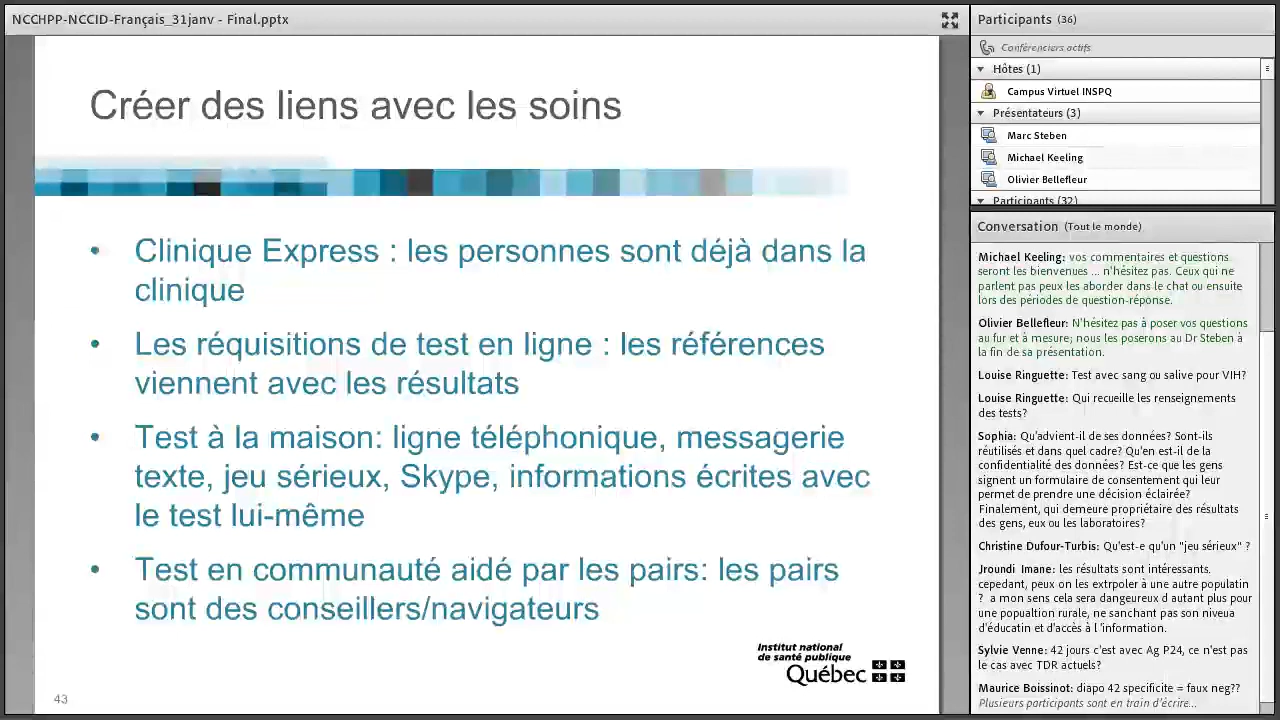 NCCHPP-NCCID-Français_31janv - Final.pptx
Créer des liens avec les soins
• Clinique Express : les personnes sont déjà dans la
clinique
• Les réquisitions de test en ligne : les références
viennent avec les résultats
• Test à la maison: ligne téléphonique, messagerie
texte, jeu sérieux, Skype, informations écrites avec
le test lui-même
• Test en communauté aidé par les pairs: les pairs
sont des conseillers/navigateurs
Institut national
de santé publique
Québec
43
Participants (36)
Conférenciers actifs
Hôtes (1)
Campus Virtuel INSPQ
Présentateurs (3)
Marc Steben
Michael Keeling
Olivier Bellefleur
Participants (32)
Conversation (Tout le monde)
Michael Keeling: vos commentaires et questions
seront les bienvenues ... n'hésitez pas. Ceux qui ne
parlent pas peux les aborder dans le chat ou ensuite
lors des périodes de question-réponse.
Olivier Bellefleur: N'hésitez pas à poser vos questions
au fur et à mesure; nous les poserons au Dr Steben à
la fin de sa présentation.
Louise Ringuette: Test avec sang ou salive pour VIH?
Louise Ringuette: Qui recueille les renseignements
des tests?
Sophia: Qu'advient-il de ses données? Sont-ils
réutilisés et dans quel cadre? Qu'en est-il de la
confidentialité des données? Est-ce que les gens
signent un formulaire de consentement qui leur
permet de prendre une décision éclairée?
Finalement, qui demeure propriétaire des résultats
des gens, eux ou les laboratoires?
Christine Dufour-Turbis: Qu'est-e qu'un "jeu sérieux" ?
Jroundi Imane: les résultats sont intéressants.
cepedant, peux on les extrpoler à une autre populatin
? a mon sens cela sera dangeureux d autant plus pour
une popualtion rurale, ne sanchant pas son niveua
d'éducatin et d'accès à l 'information.
Sylvie Venne: 42 jours c'est avec Ag P24, ce n'est pas
le cas avec TDR actuels?
Maurice Boissinot: diapo 42 specificite = faux neg??
Plusieurs participants sont en train d'écrire...